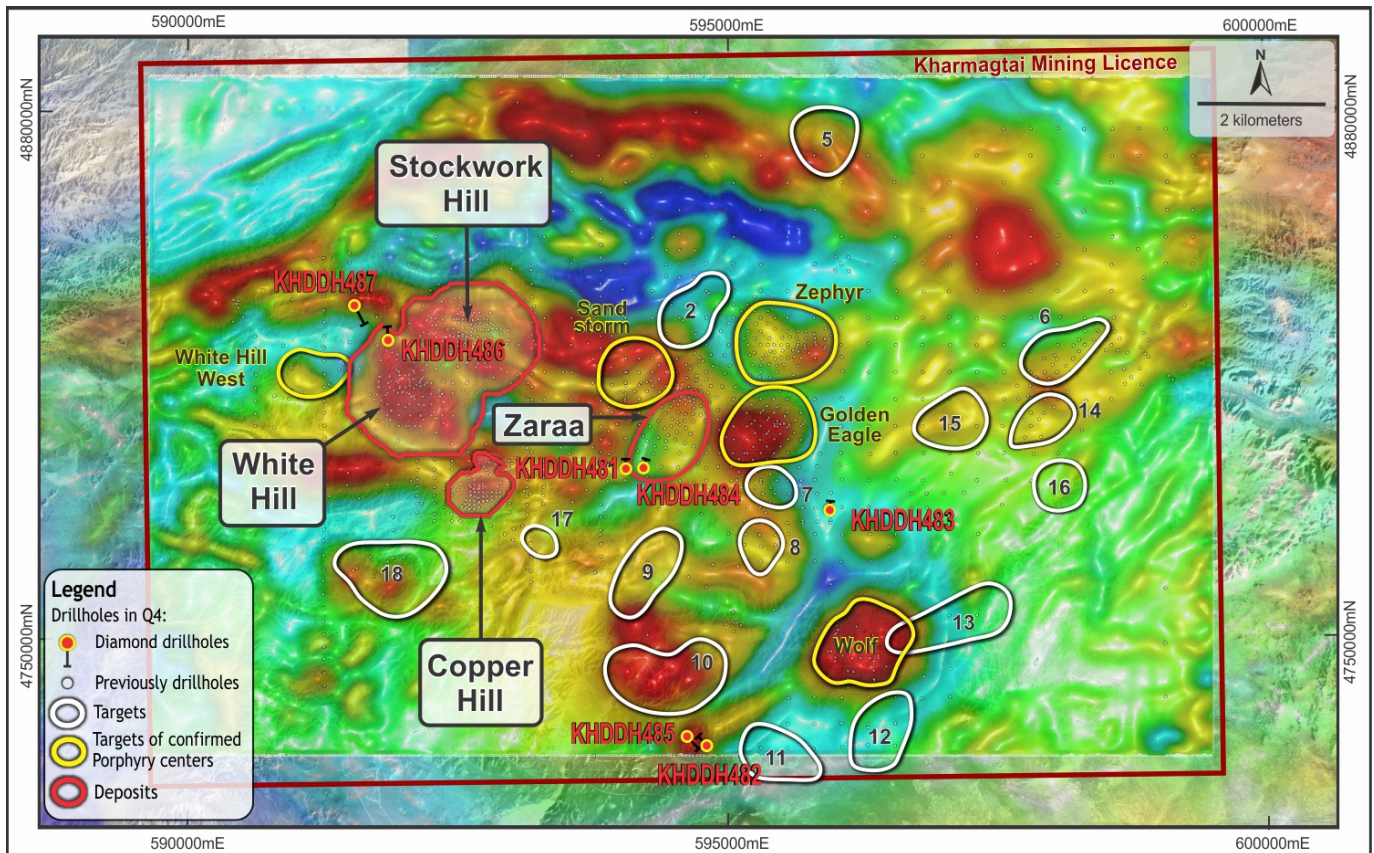 590000mE
595000mE
600000mE
Kharmagtai Mining Licence
N
2 kilometers
4880000mN
4880000mN
5
Stockwork
Hill
KHDDH487
2
Zephyr
Sand
storm
6
KHDDH486
White Hill
West
Zaraa
Golden
Eagle
15
14
White
Hill
KHDDH481
KHDDH484
7
16
KHDDH483
17
8
18
9
Legend
Drillholes in Q4:
Diamond drillholes
Previously drillholes
Targets
Targets of confirmed
Porphyry centers
Deposits
13
Wolf
10
Copper
Hill
4750000mN
4750000mN
KHDDH485
12
11
KHDDH482
590000mE
595000mE
600000mE